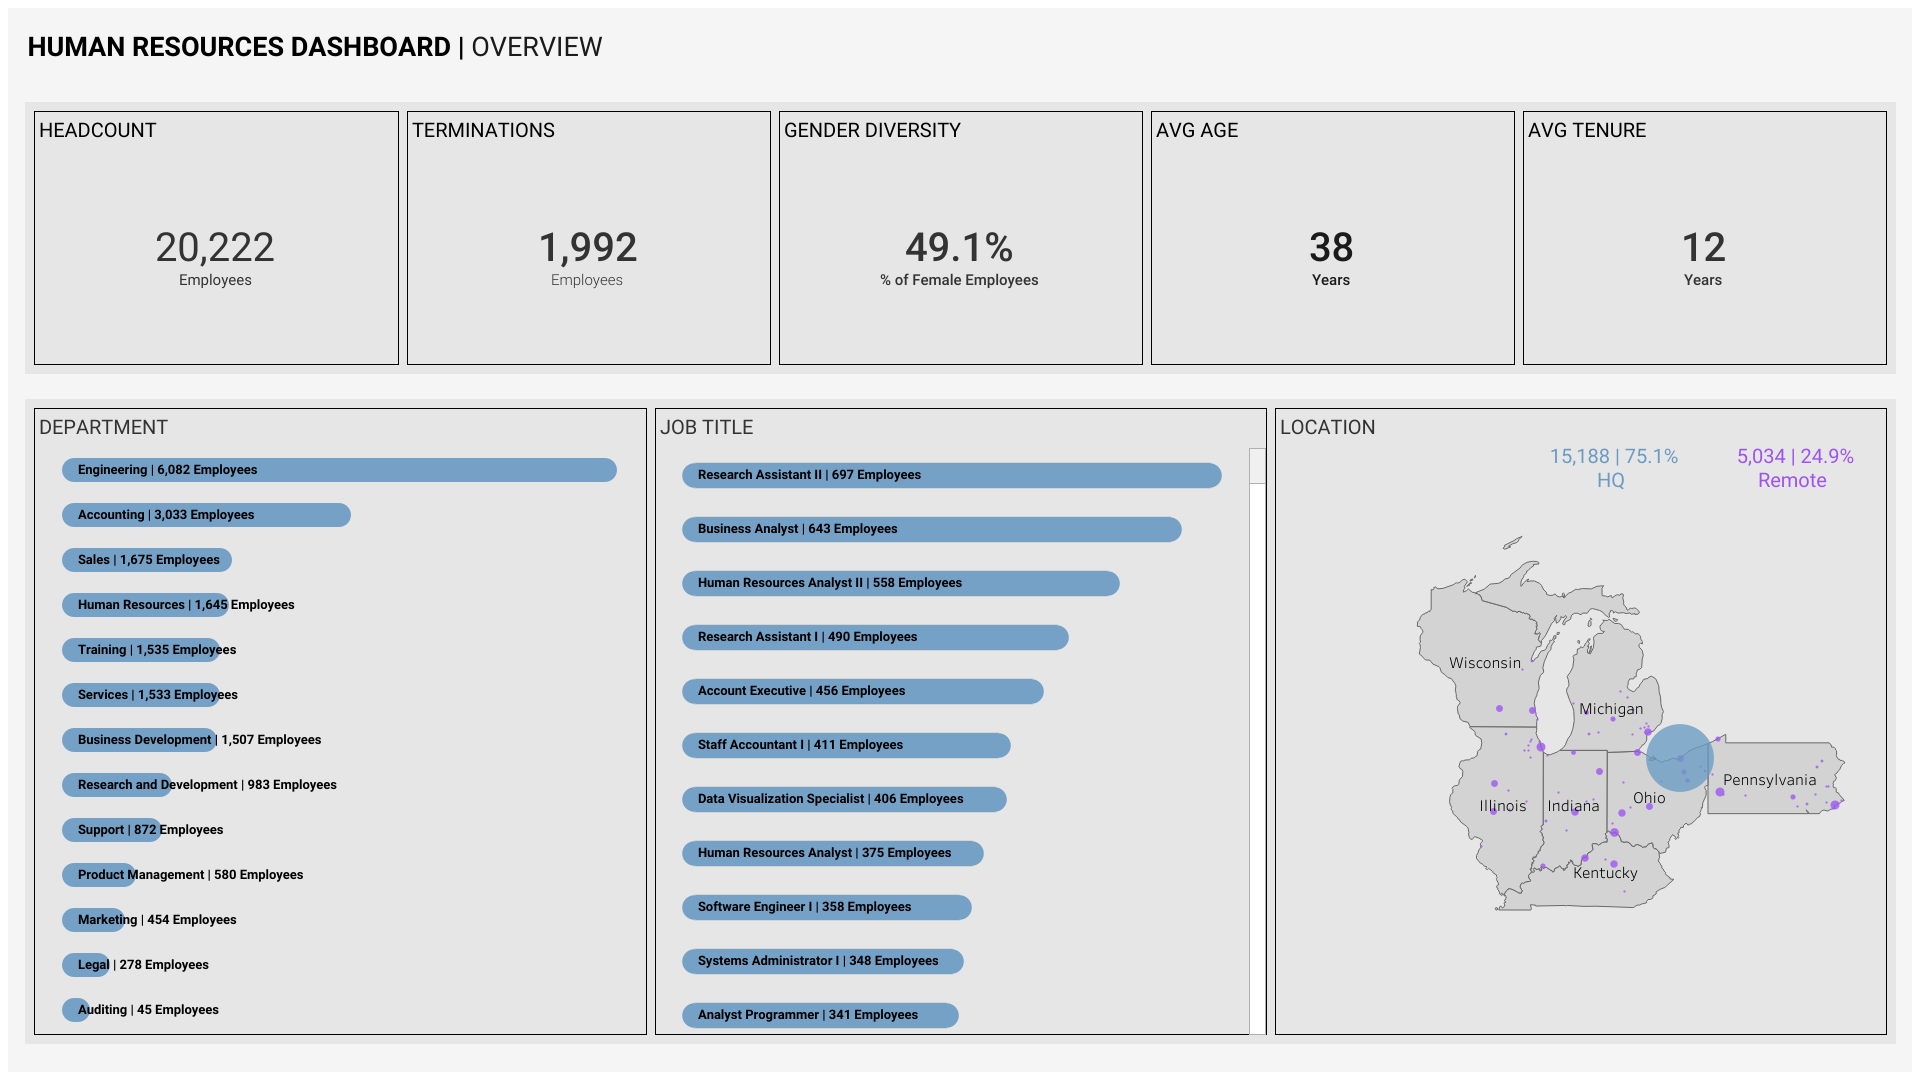 HUMAN RESOURCES DASHBOARD | OVERVIEW
HEADCOUNT
20,222
Employees
TERMINATIONS
1,992
Employees
GENDER DIVERSITY
49.1%
% of Female Employees
AVG AGE
38
Years
AVG TENURE
12
Years
DEPARTMENT
Engineering | 6,082 Employees
Accounting | 3,033 Employees
Sales | 1,675 Employees
Human Resources | 1,645 Employees
Training | 1,535 Employees
Services | 1,533 Employees
Business Development | 1,507 Employees
Research and Development | 983 Employees
Support | 872 Employees
Product Management | 580 Employees
Marketing | 454 Employees
Legal | 278 Employees
Auditing | 45 Employees
JOB TITLE
Research Assistant II | 697 Employees
Business Analyst | 643 Employees
Human Resources Analyst II | 558 Employees
Research Assistant I | 490 Employees
Account Executive | 456 Employees
Staff Accountant I | 411 Employees
Data Visualization Specialist | 406 Employees
Human Resources Analyst | 375 Employees
Software Engineer I | 358 Employees
Systems Administrator I | 348 Employees
Analyst Programmer | 341 Employees
LOCATION
15,188 | 75.1%
HQ
5,034 | 24.9%
Remote
Wisconsin
Michigan
Pennsylvania
Ohio
Illinois
Indiana
Kentucky